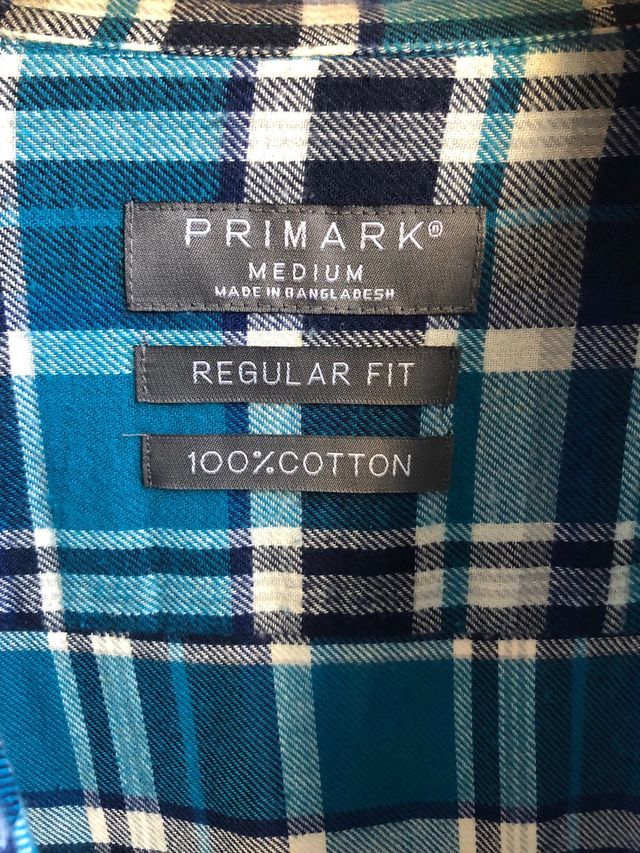 PRIMARK®
MEDIUM
MADE IN BANGLADESH
REGULAR FIT
100%COTTON